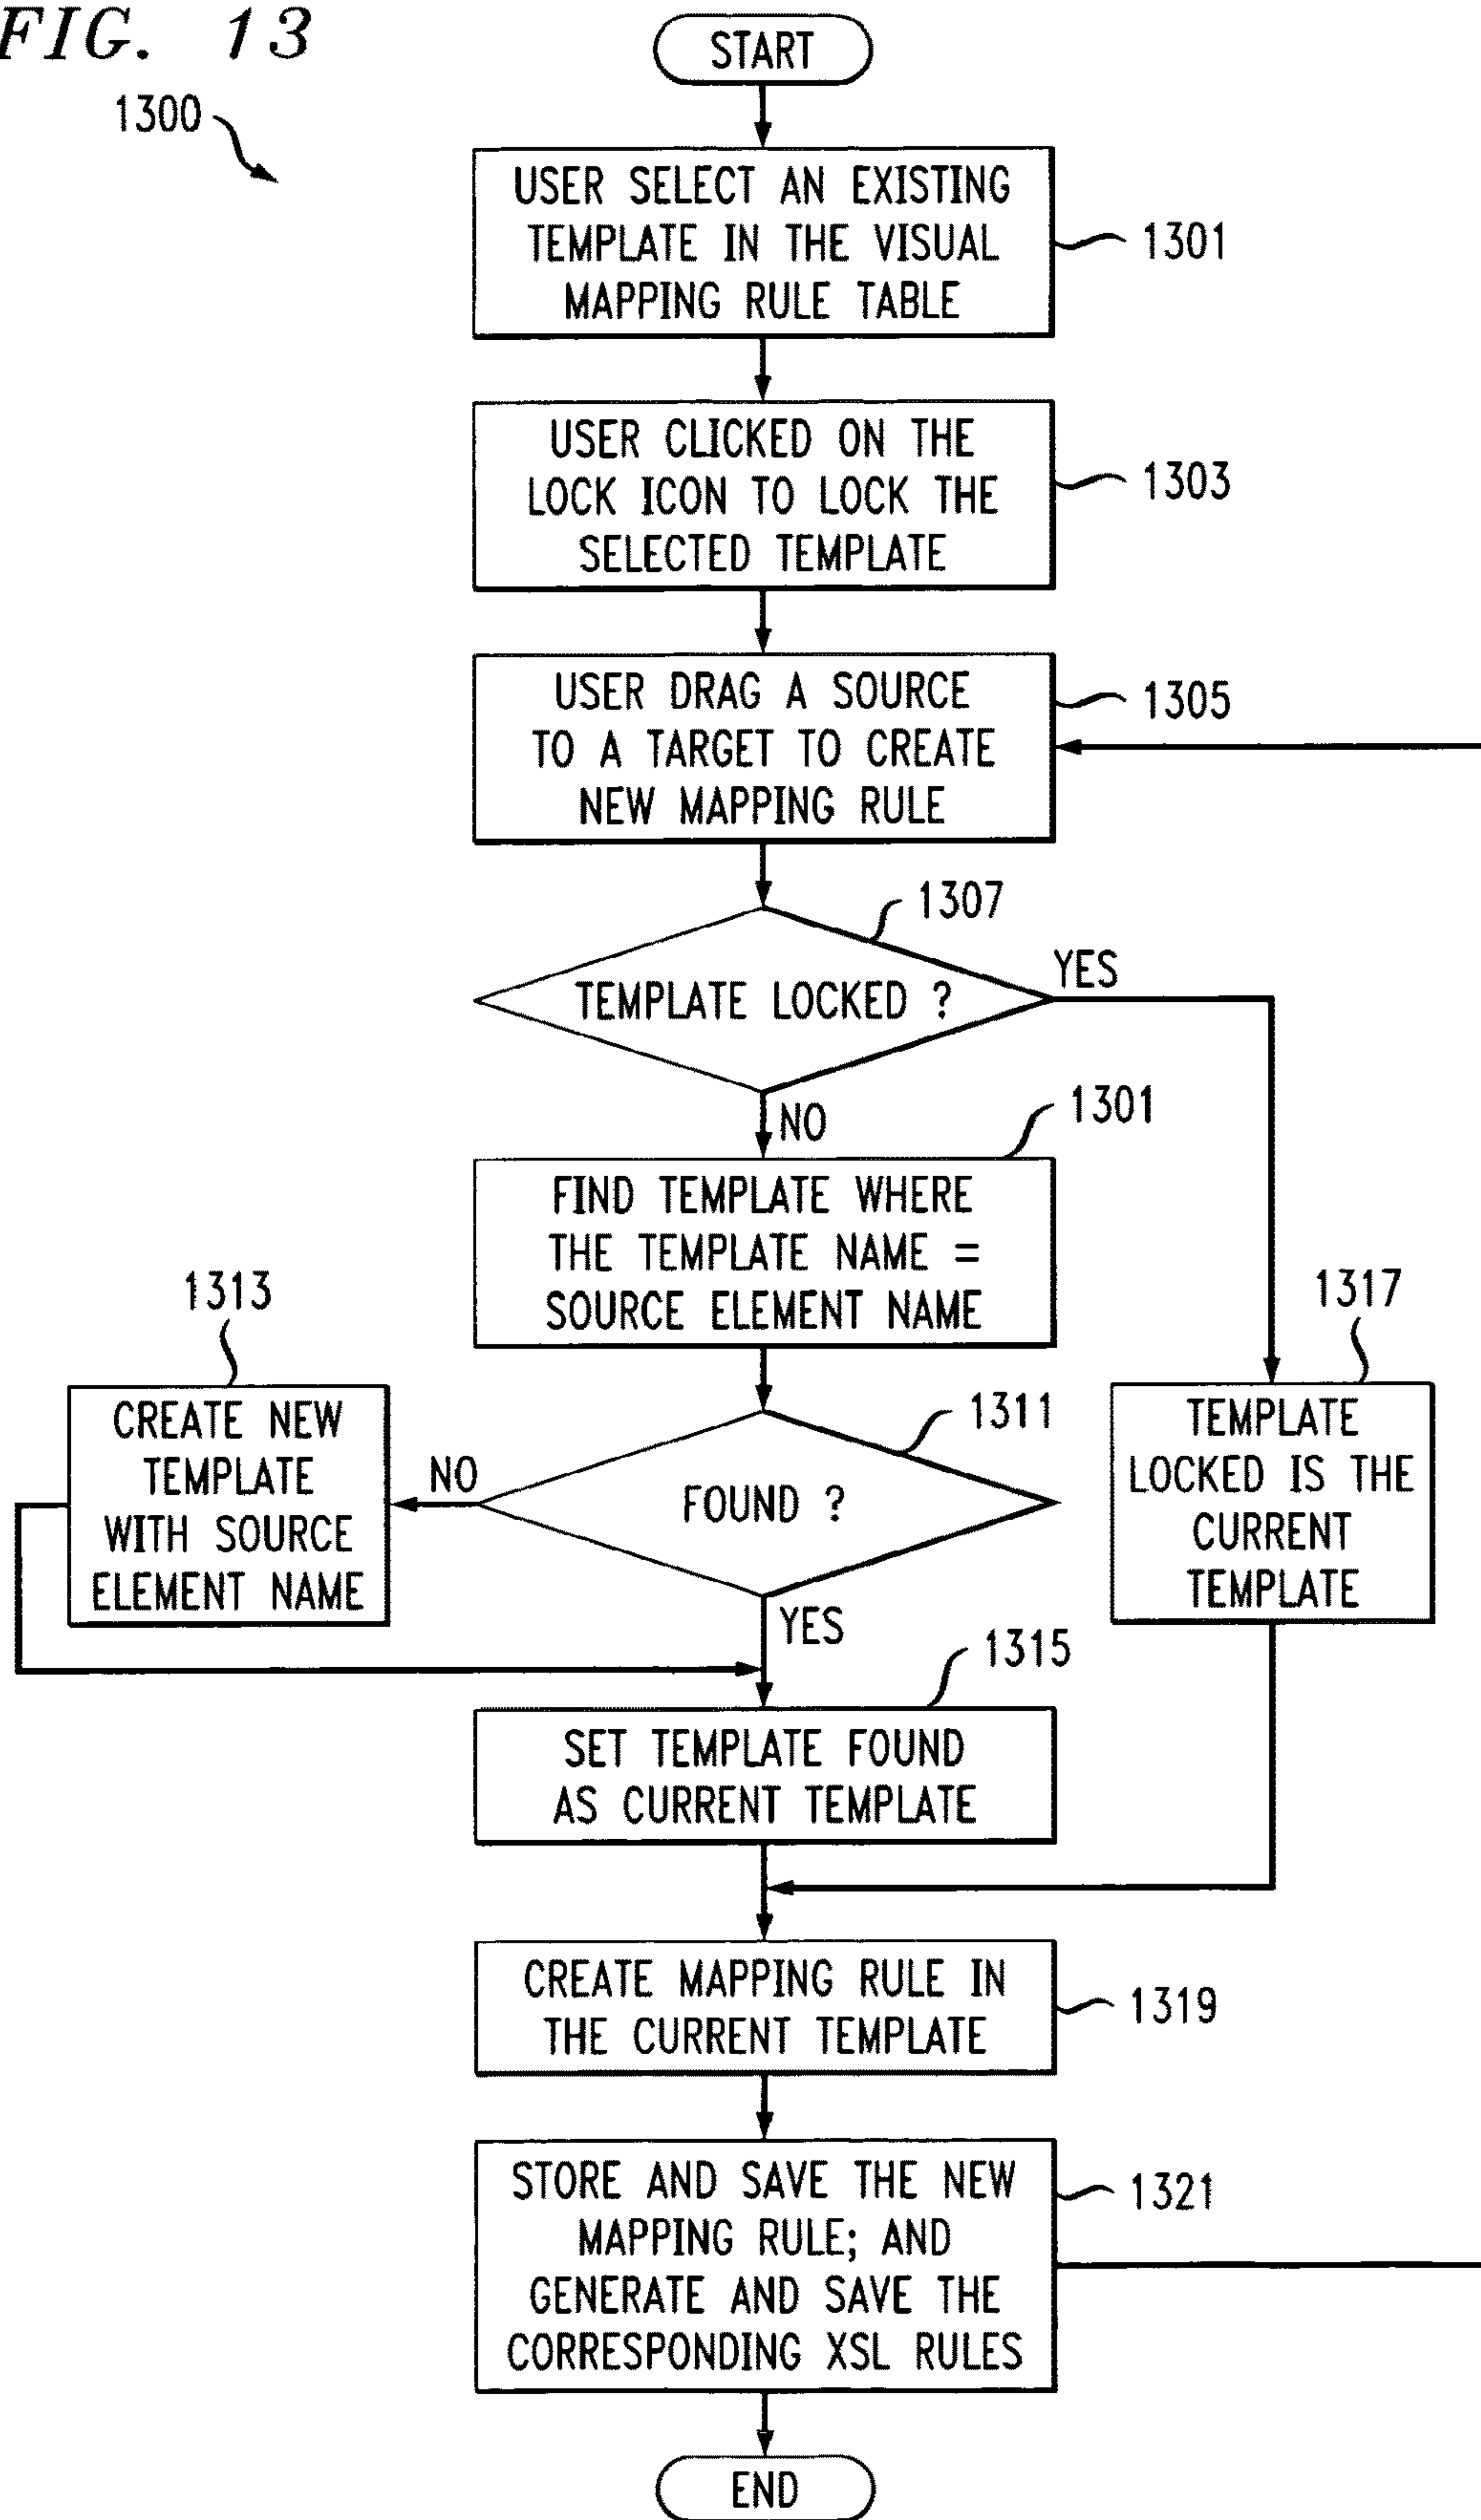 FIG. 13
START
1300
USER SELECT AN EXISTING
TEMPLATE IN THE VISUAL
MAPPING RULE TABLE
1301
USER CLICKED ON THE
LOCK ICON TO LOCK THE
SELECTED TEMPLATE
1303
USER DRAG A SOURCE
TO A TARGET TO CREATE
NEW MAPPING RULE
1305
1307
TEMPLATE LOCKED ?
YES
NO
1301
FIND TEMPLATE WHERE
THE TEMPLATE NAME =
SOURCE ELEMENT NAME
1313
CREATE NEW
TEMPLATE
WITH SOURCE
ELEMENT NAME
NO
1311
FOUND ?
1317
TEMPLATE
LOCKED IS THE
CURRENT
TEMPLATE
YES
1315
SET TEMPLATE FOUND
AS CURRENT TEMPLATE
CREATE MAPPING RULE IN
THE CURRENT TEMPLATE
1319
STORE AND SAVE THE NEW
MAPPING RULE; AND
GENERATE AND SAVE THE
CORRESPONDING XSL RULES
1321
END